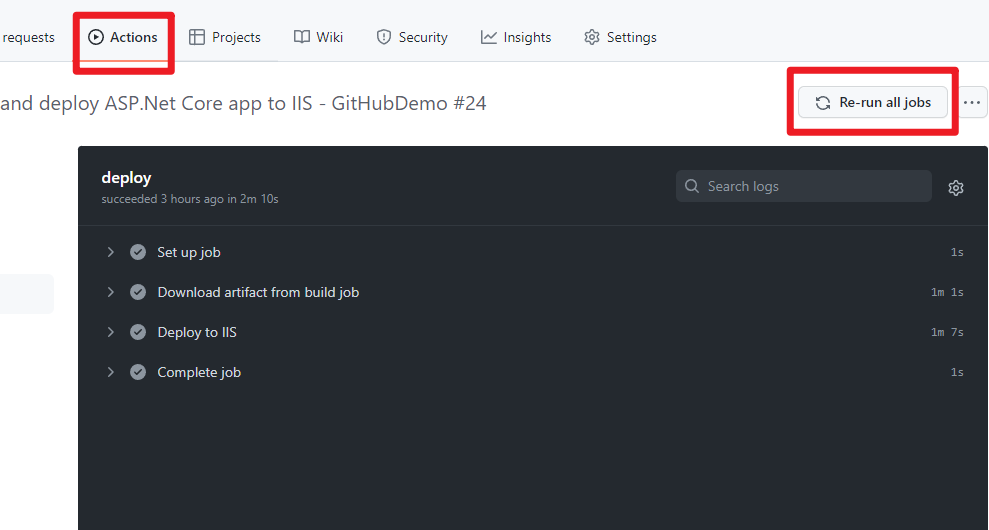 requests Actions Projects Wiki Security Insights Settings
and deploy ASP.Net Core app to IIS - GitHubDemo #24 Re-run all jobs ...
deploy
succeeded 3 hours ago in 2m 10s
Search logs
Set up job 1s
Download artifact from build job 1m 1s
Deploy to IIS 1m 7s
Complete job 1s